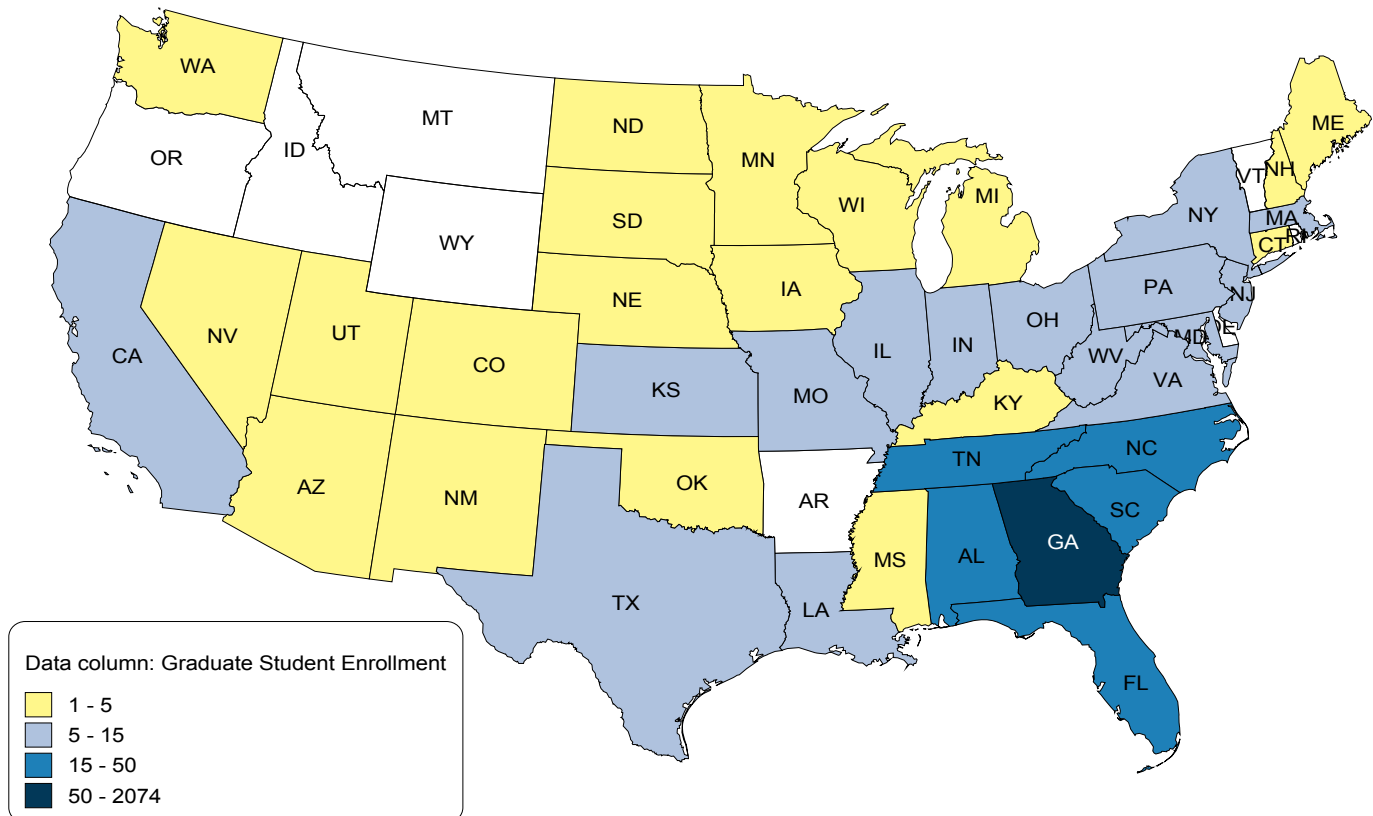 WA
MT
ND
MN
ME
OR
ID
VT
NH
WI
MI
SD
NY
MA
WY
CT
RI
IA
PA
NE
NJ
OH
NV
UT
IL
IN
MD
DE
CA
CO
WV
VA
KS
MO
KY
NC
TN
AZ
NM
OK
AR
SC
GA
MS
AL
TX
LA
FL
Data column: Graduate Student Enrollment
1 - 5
5 - 15
15 - 50
50 - 2074